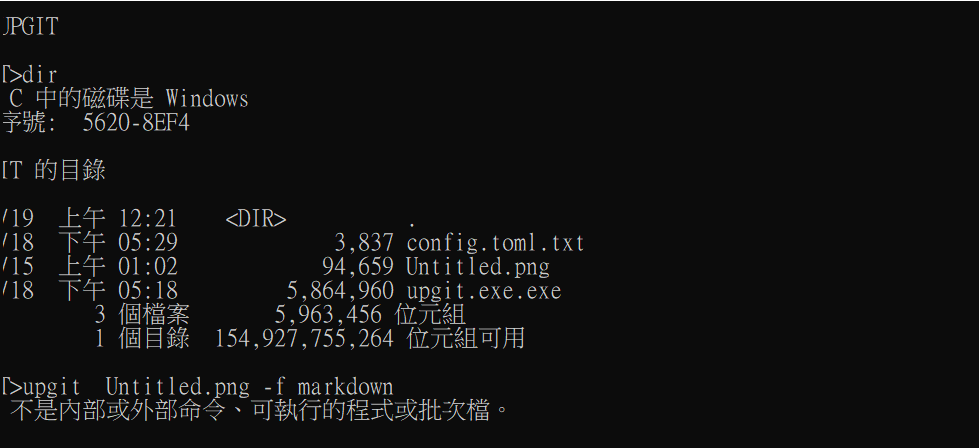 UPGIT
T>dir
C 中的磁碟是 Windows
序號:  5620-8EF4
IT 的目錄
/19  上午 12:21    <DIR>          .
/18  下午 05:29             3,837 config.toml.txt
/15  上午 01:02            94,659 Untitled.png
/18  下午 05:18         5,864,960 upgit.exe.exe
3 個檔案       5,963,456 位元組
1 個目錄  154,927,755,264 位元組可用
T>upgit  Untitled.png -f markdown
不是內部或外部命令、可執行的程式或批次檔。